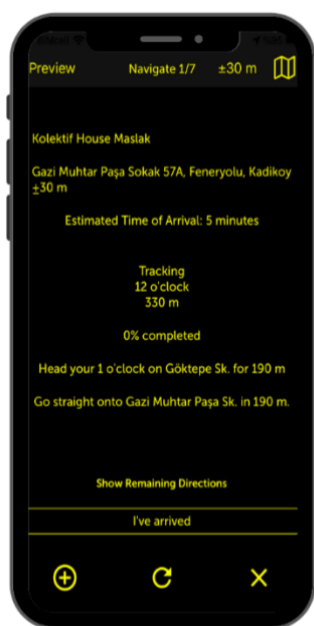 Preview
Navigate 1/7
±30 m
Kolektif House Maslak
Gazi Muhtar Paşa Sokak 57A, Feneryolu, Kadikoy
±30 m
Estimated Time of Arrival: 5 minutes
Tracking
12 o'clock
330 m
0% completed
Head your 1 o'clock on Göktepe Sk. for 190 m
Go straight onto Gazi Muhtar Paşa Sk. in 190 m.
Show Remaining Directions
I've arrived